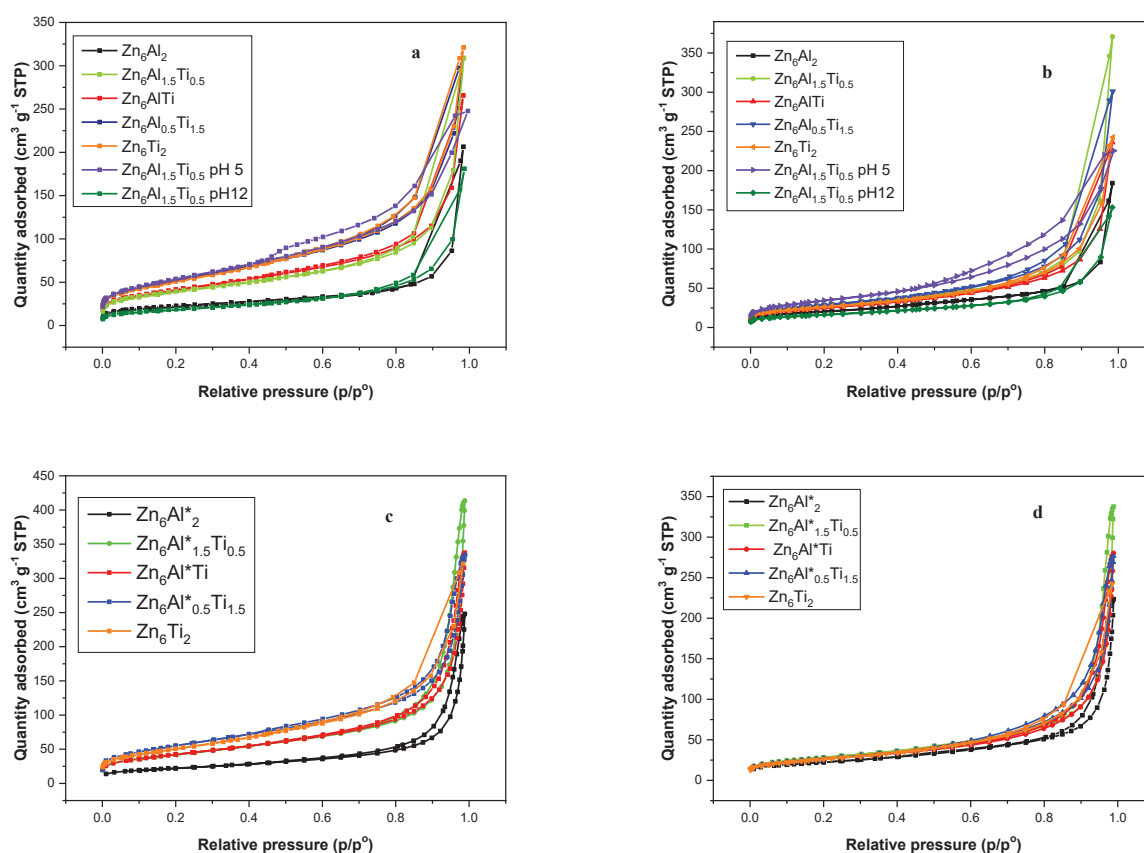 a
Zn₆Al₂
Zn₆Al₁.₅Ti₀.₅
Zn₆AlTi
Zn₆Al₀.₅Ti₁.₅
Zn₆Ti₂
Zn₆Al₁.₅Ti₀.₅ pH 5
Zn₆Al₁.₅Ti₀.₅ pH12
Quantity adsorbed (cm³ g⁻¹ STP)
350
300
250
200
150
100
50
0
0.0 0.2 0.4 0.6 0.8 1.0
Relative pressure (p/pᵒ)
b
Zn₆Al₂
Zn₆Al₁.₅Ti₀.₅
Zn₆AlTi
Zn₆Al₀.₅Ti₁.₅
Zn₆Ti₂
Zn₆Al₁.₅Ti₀.₅ pH 5
Zn₆Al₁.₅Ti₀.₅ pH12
Quantity adsorbed (cm³ g⁻¹ STP)
350
300
250
200
150
100
50
0
0.0 0.2 0.4 0.6 0.8 1.0
Relative pressure (p/pᵒ)
c
Zn₆Al*₂
Zn₆Al*₁.₅Ti₀.₅
Zn₆Al*Ti
Zn₆Al*₀.₅Ti₁.₅
Zn₆Ti₂
Quantity adsorbed (cm³ g⁻¹ STP)
450
400
350
300
250
200
150
100
50
0
0.0 0.2 0.4 0.6 0.8 1.0
Relative pressure (p/pᵒ)
d
Zn₆Al*₂
Zn₆Al*₁.₅Ti₀.₅
Zn₆Al*Ti
Zn₆Al*₀.₅Ti₁.₅
Zn₆Ti₂
Quantity adsorbed (cm³ g⁻¹ STP)
400
350
300
250
200
150
100
50
0
0.0 0.2 0.4 0.6 0.8 1.0
Relative pressure (p/pᵒ)